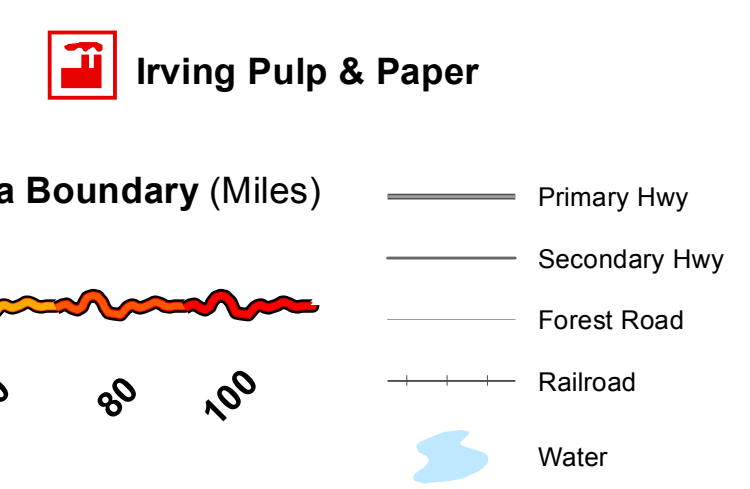 Irving Pulp & Paper
a Boundary (Miles)
80
100
Primary Hwy
Secondary Hwy
Forest Road
Railroad
Water